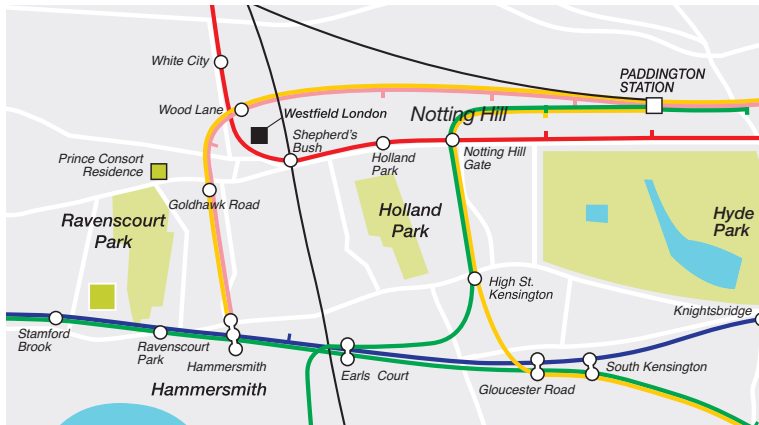 White City
PADDINGTON
STATION
Wood Lane
Westfield London
Notting Hill
Shepherd's
Bush
Holland
Park
Notting Hill
Gate
Prince Consort
Residence
Goldhawk Road
Ravenscourt
Park
Holland
Park
Hyde
Park
High St.
Kensington
Knightsbridge
Stamford
Brook
Ravenscourt
Park
Hammersmith
Earls Court
South Kensington
Gloucester Road
Hammersmith